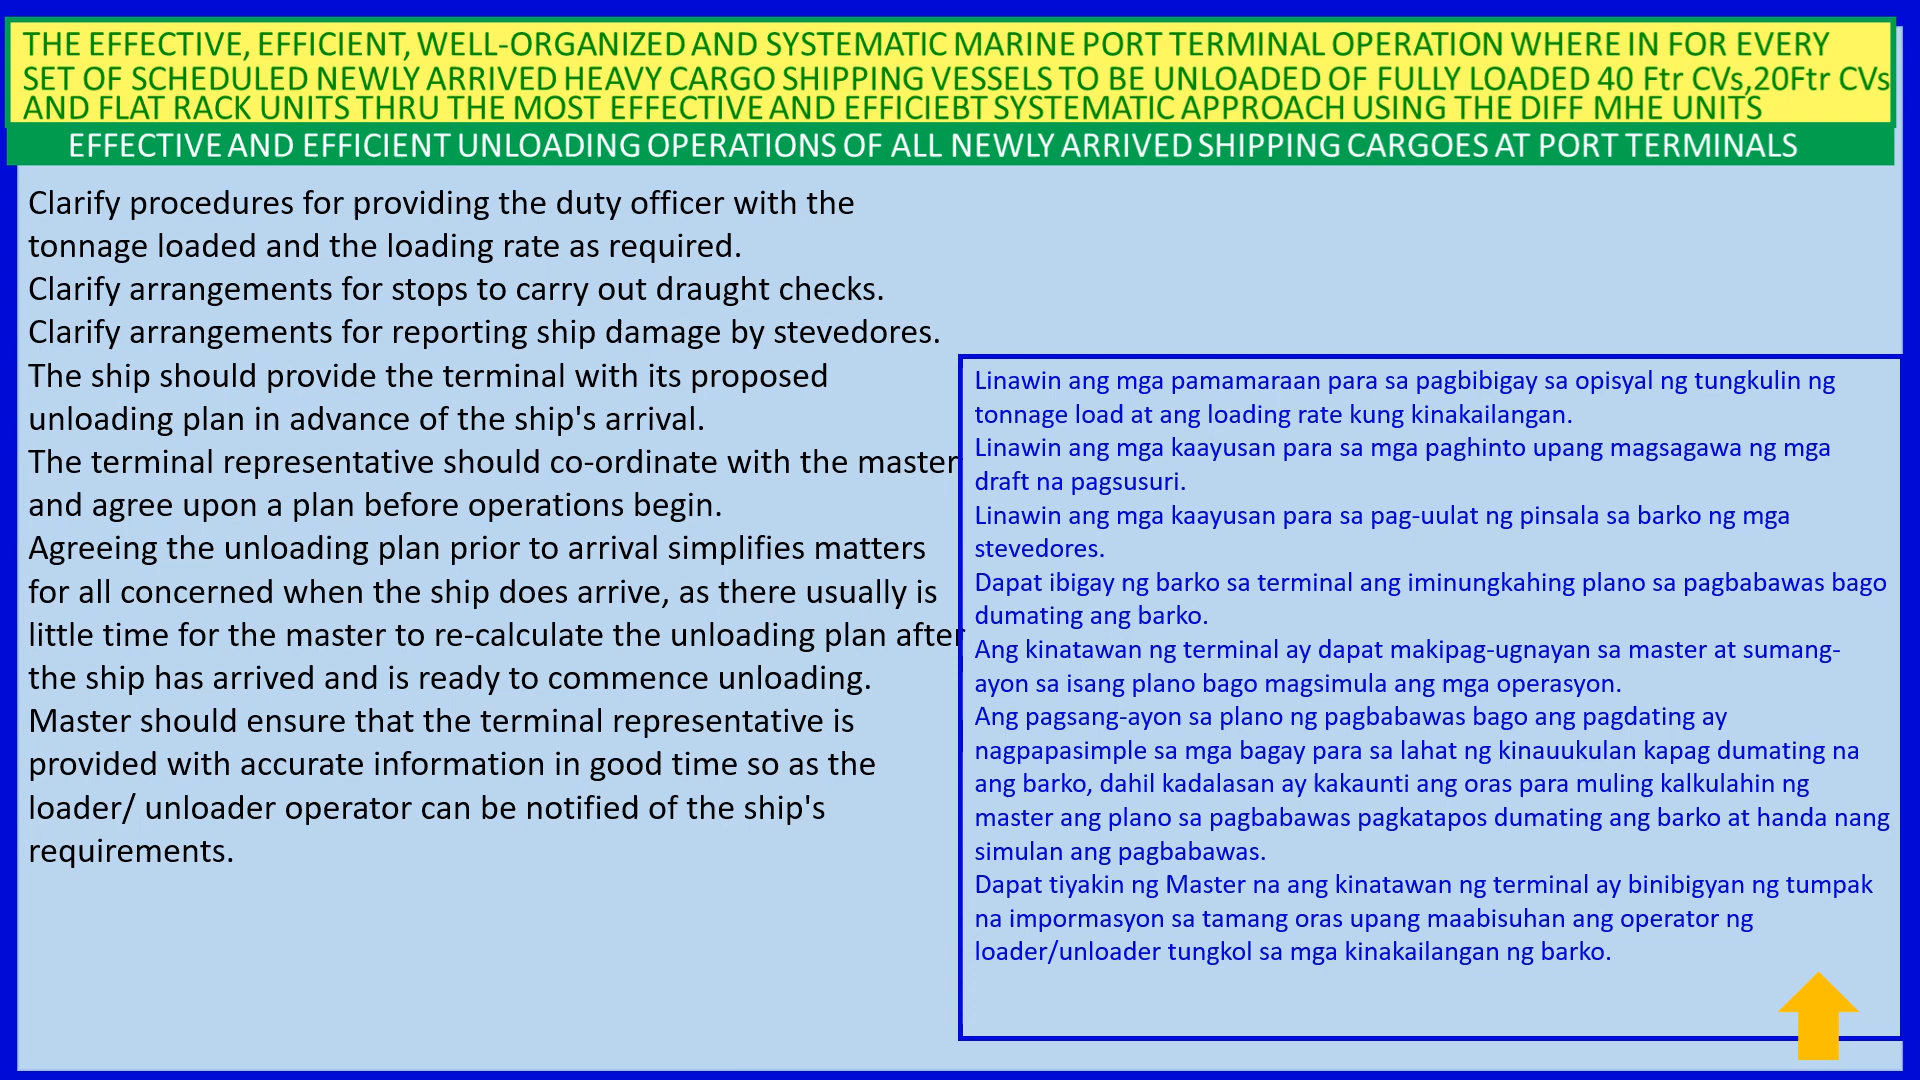 THE EFFECTIVE, EFFICIENT, WELL-ORGANIZED AND SYSTEMATIC MARINE PORT TERMINAL OPERATION WHERE IN FOR EVERY
SET OF SCHEDULED NEWLY ARRIVED HEAVY CARGO SHIPPING VESSELS TO BE UNLOADED OF FULLY LOADED 40 Ftr CVs,20Ftr CVs
AND FLAT RACK UNITS THRU THE MOST EFFECTIVE AND EFFICIEBT SYSTEMATIC APPROACH USING THE DIFF MHE UNITS
EFFECTIVE AND EFFICIENT UNLOADING OPERATIONS OF ALL NEWLY ARRIVED SHIPPING CARGOES AT PORT TERMINALS
Clarify procedures for providing the duty officer with the
tonnage loaded and the loading rate as required.
Clarify arrangements for stops to carry out draught checks.
Clarify arrangements for reporting ship damage by stevedores.
The ship should provide the terminal with its proposed
unloading plan in advance of the ship's arrival.
The terminal representative should co-ordinate with the master
and agree upon a plan before operations begin.
Agreeing the unloading plan prior to arrival simplifies matters
for all concerned when the ship does arrive, as there usually is
little time for the master to re-calculate the unloading plan after
the ship has arrived and is ready to commence unloading.
Master should ensure that the terminal representative is
provided with accurate information in good time so as the
loader/ unloader operator can be notified of the ship's
requirements.
Linawin ang mga pamamaraan para sa pagbibigay sa opisyal ng tungkulin ng
tonnage load at ang loading rate kung kinakailangan.
Linawin ang mga kaayusan para sa mga paghinto upang magsagawa ng mga
draft na pagsusuri.
Linawin ang mga kaayusan para sa pag-uulat ng pinsala sa barko ng mga
stevedores.
Dapat ibigay ng barko sa terminal ang iminungkahing plano sa pagbabawas bago
dumating ang barko.
Ang kinatawan ng terminal ay dapat makipag-ugnayan sa master at sumang-
ayon sa isang plano bago magsimula ang mga operasyon.
Ang pagsang-ayon sa plano ng pagbabawas bago ang pagdating ay
nagpapasimple sa mga bagay para sa lahat ng kinauukulan kapag dumating na
ang barko, dahil kadalasan ay kakaunti ang oras para muling kalkulahin ng
master ang plano sa pagbabawas pagkatapos dumating ang barko at handa nang
simulan ang pagbabawas.
Dapat tiyakin ng Master na ang kinatawan ng terminal ay binibigyan ng tumpak
na impormasyon sa tamang oras upang maabisuhan ang operator ng
loader/unloader tungkol sa mga kinakailangan ng barko.